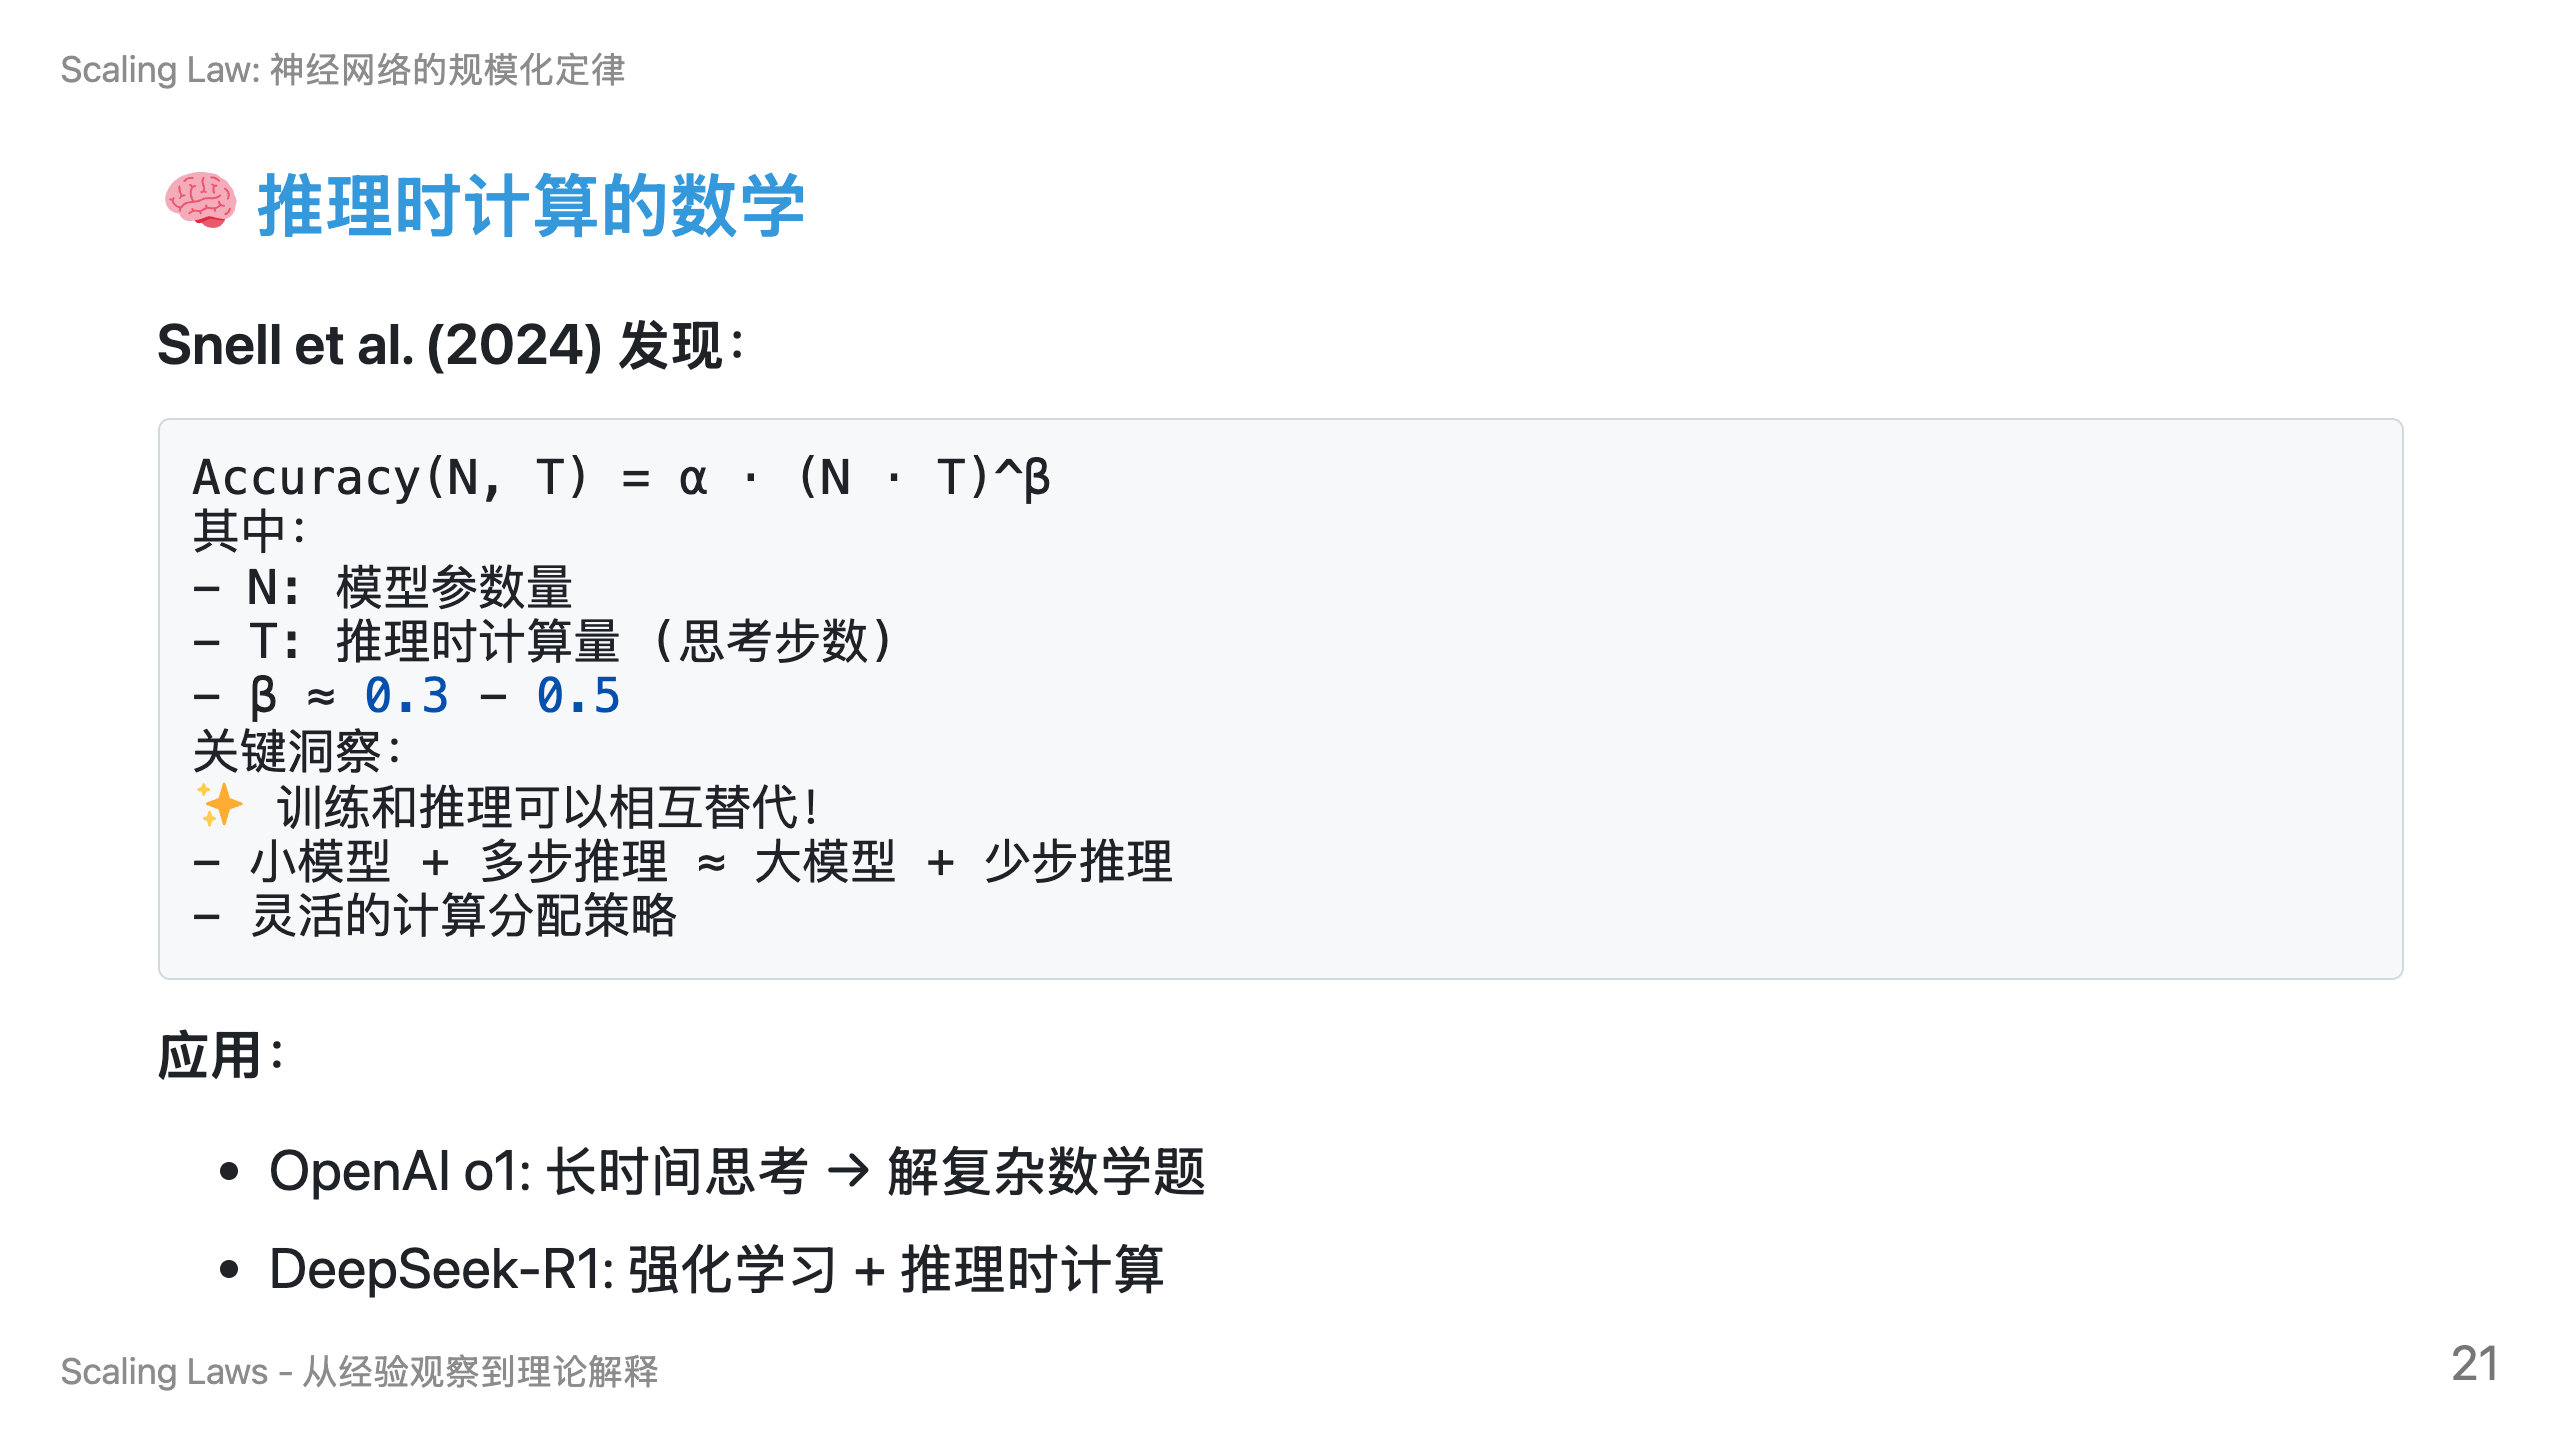 Scaling Law: 神经网络的规模化定律
🧠 推理时计算的数学
Snell et al. (2024) 发现：
Accuracy(N, T) = α · (N · T)^β
其中：
- N: 模型参数量
- T: 推理时计算量 (思考步数)
- β ≈ 0.3 - 0.5
关键洞察：
✨ 训练和推理可以相互替代！
- 小模型 + 多步推理 ≈ 大模型 + 少步推理
- 灵活的计算分配策略
应用：
• OpenAI o1: 长时间思考 → 解复杂数学题
• DeepSeek-R1: 强化学习 + 推理时计算
Scaling Laws - 从经验观察到理论解释
21